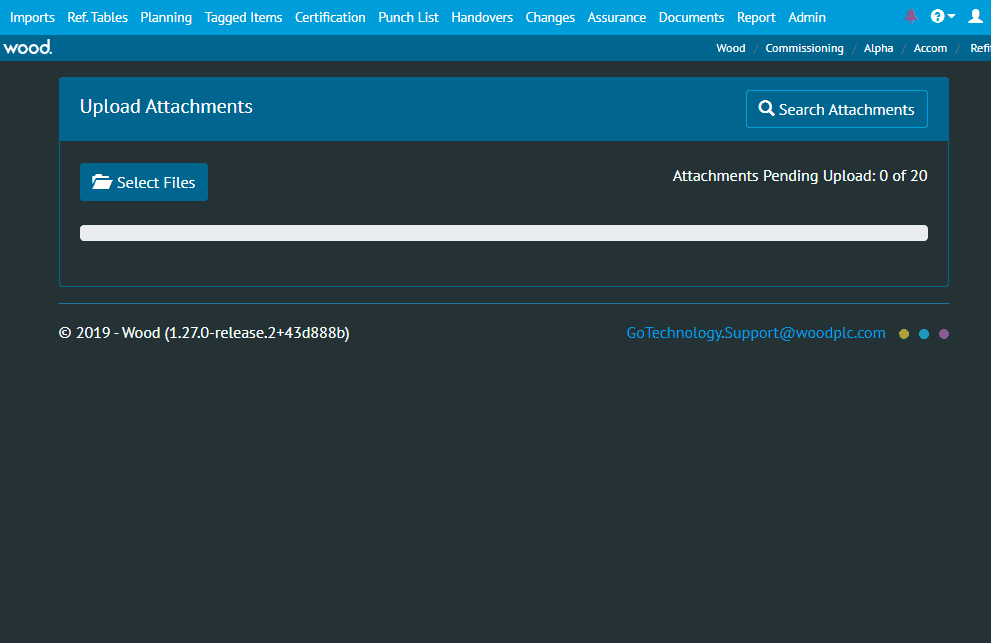 Imports Ref. Tables Planning Tagged Items Certification Punch List Handovers Changes Assurance Documents Report Admin ?
wood. Wood / Commissioning / Alpha / Accom / Refi
Upload Attachments Search Attachments
Select Files Attachments Pending Upload: 0 of 20
© 2019 - Wood (1.27.0-release.2+43d888b) GoTechnology.Support@woodplc.com